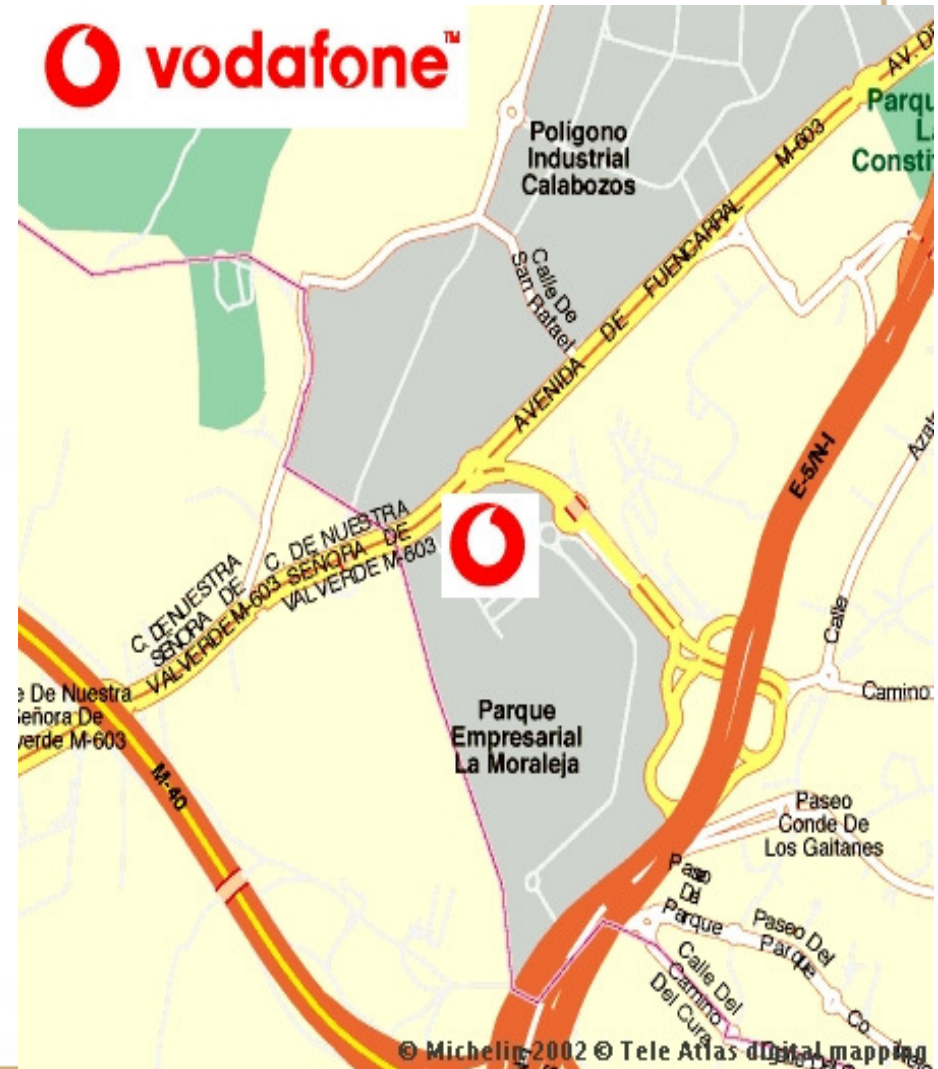 vodafone™
AV. DE
Parqu
La
Constit
Polígono
Industrial
Calabozos
M-603
Calle De
San Rafael
AVENIDA DE FUENCARRAL
E-5/N-I
Azal
C. DE NUESTRA
SEÑORA DE
VALVERDE M-603
C. DE NUESTRA
SEÑORA DE
VALVERDE M-603
Calle
Camino
e De Nuestra
Señora De
verde M-603
Parque
Empresarial
La Moraleja
M-40
Paseo
Conde De
Los Gaitanes
Paseo
Del
Parque
Paseo Del
Parque
Calle Del
Camino
Del Cura
Co.
© Michelin 2002 © Tele Atlas digital mapping